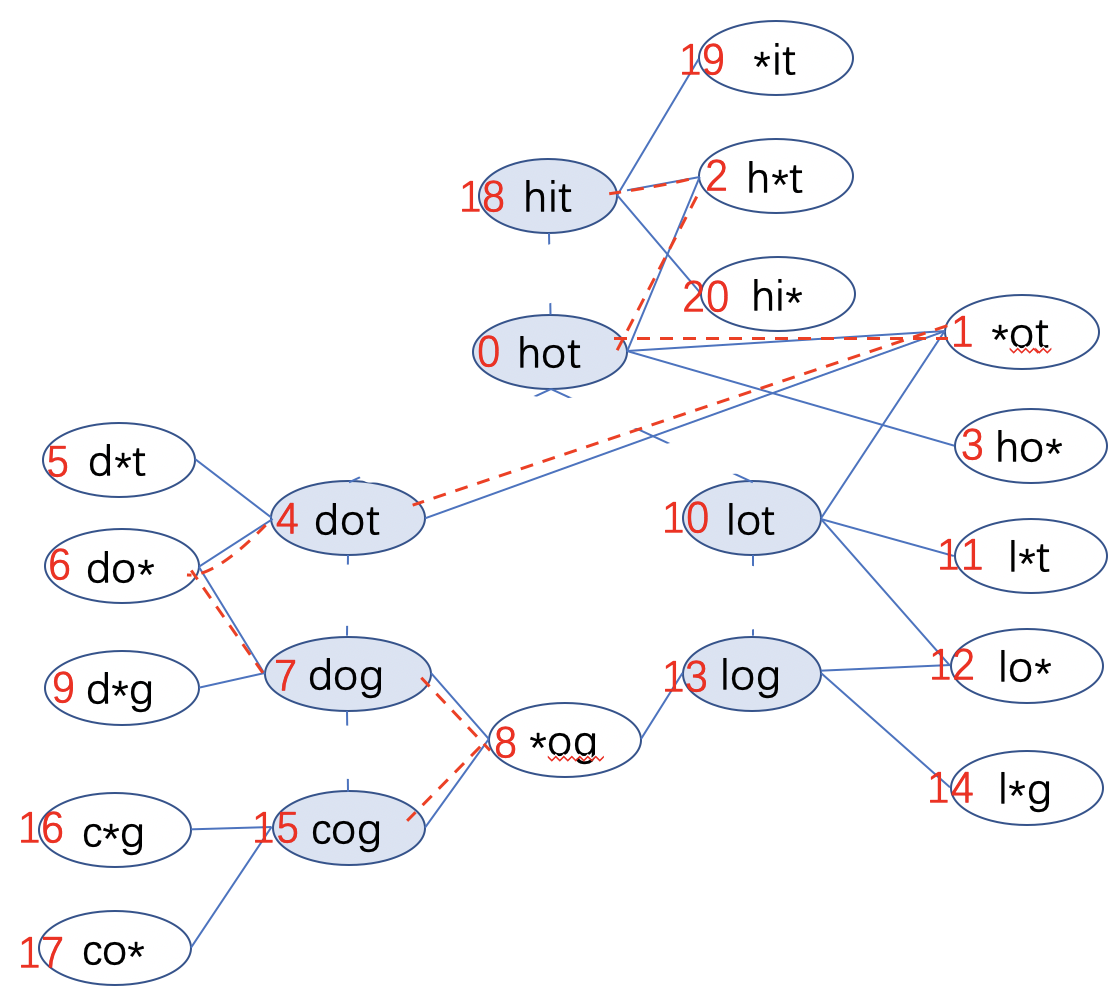 19 *it
2 h*t
18 hit
20 hi*
0 hot
1 *ot
3 ho*
5 d*t
4 dot
10 lot
11 l*t
6 do*
12 lo*
7 dog
13 log
9 d*g
8 *og
14 l*g
16 c*g
15 cog
17 co*